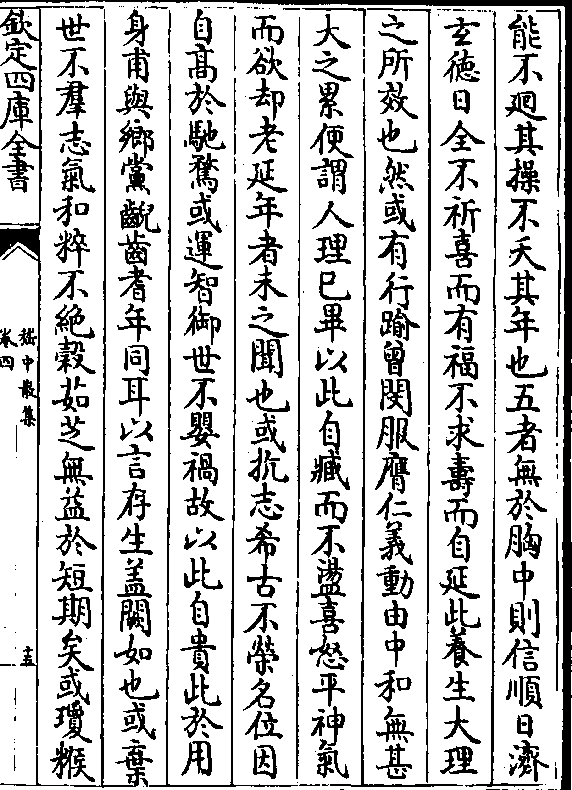 能不迴其操不夭其年也五者無於胸中則信順日濟
玄徳日全不祈喜而有福不求壽而自延此養生大理
之所效也然或有行踰曾閔服膺仁義動由中和無甚
大之累便謂人理已畢以此自臧而不盪喜怒平神氣
而欲却老延年者未之聞也或抗志希古不榮名位因
自髙於馳騖或運智御世不嬰禍故以此自貴此於用
身甫與鄉黨齯齒耆年同耳以言存生盖闕如也或棄
世不羣志氣和粹不絶穀茹芝無益於短期矣或瓊糇
欽定四庫全書
嵇中散集
卷四
十五